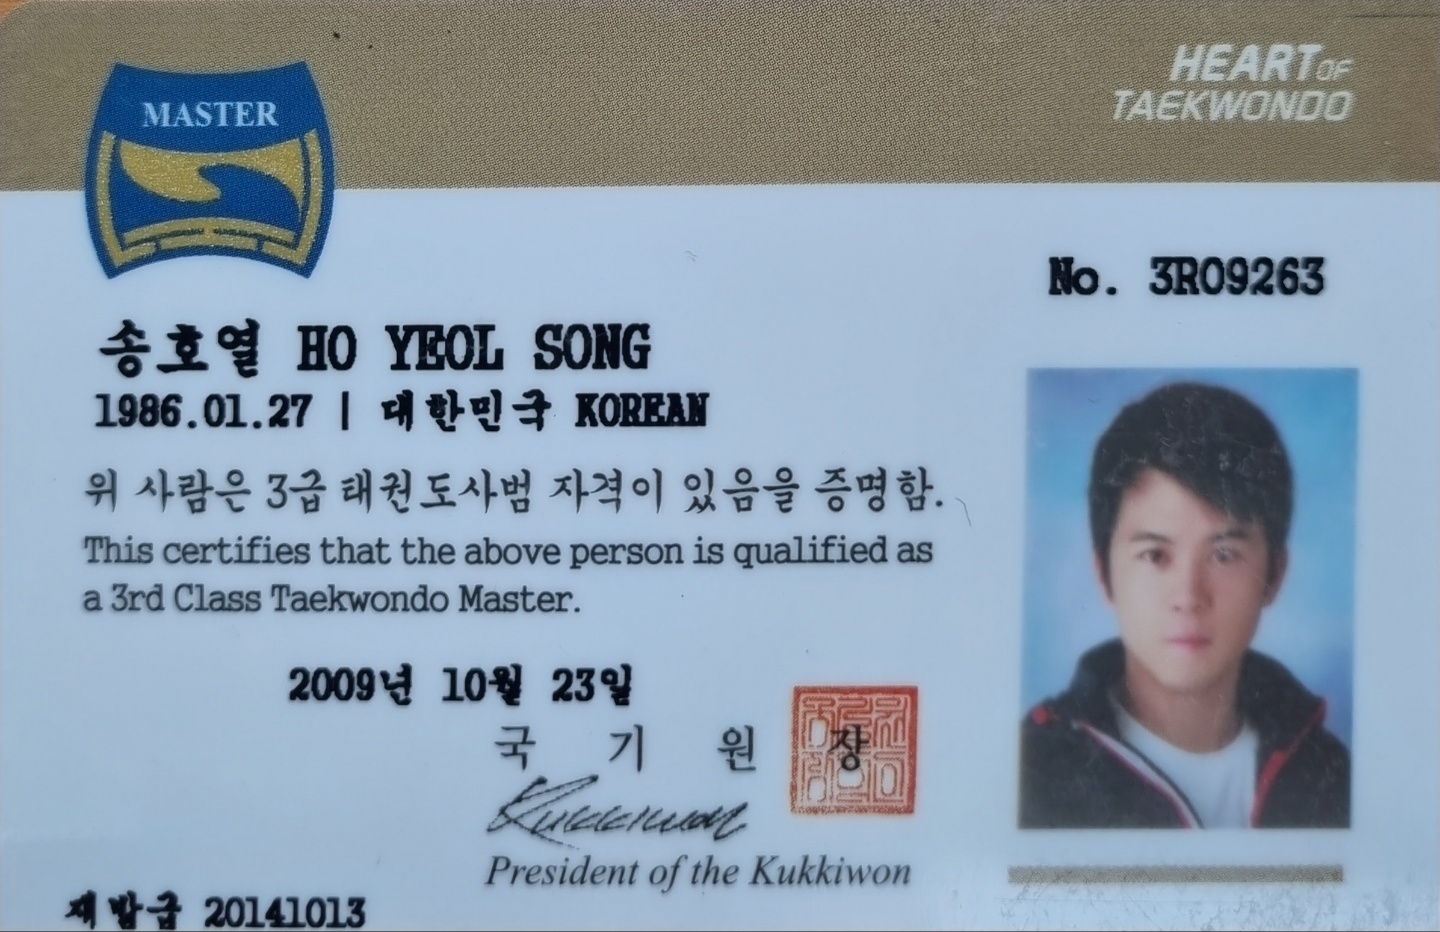 MASTER
HEART OF
TAEKWONDO
No. 3R09263
송호열 HO YEOL SONG
1986.01.27 | 대한민국 KOREAN
위 사람은 3급 태권도사범 자격이 있음을 증명함.
This certifies that the above person is qualified as
a 3rd Class Taekwondo Master.
2009년 10월 23일
국 기 원 장
Kukkiwon
President of the Kukkiwon
재발급 20141013